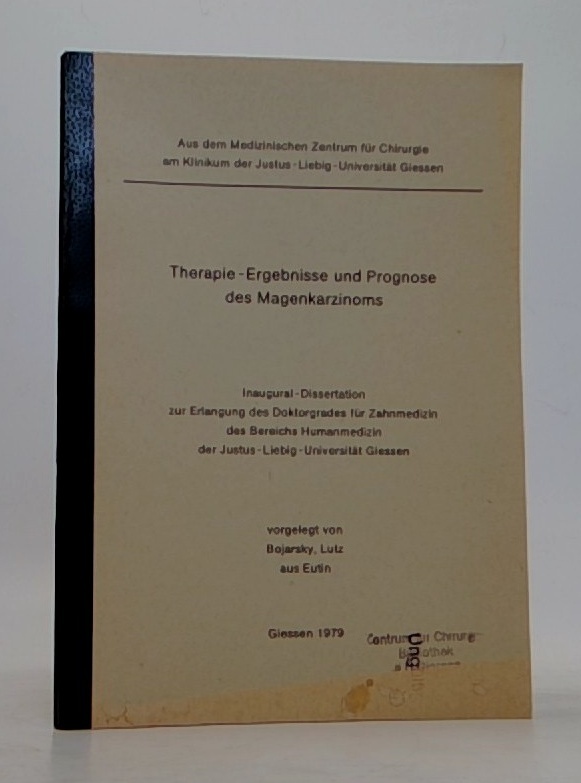 Aus dem Medizinischen Zentrum für Chirurgie
am Klinikum der Justus-Liebig-Universität Giessen
Therapie-Ergebnisse und Prognose
des Magenkarzinoms
Inaugural-Dissertation
zur Erlangung des Doktorgrades für Zahnmedizin
des Bereichs Humanmedizin
der Justus-Liebig-Universität Giessen
vorgelegt von
Bojarsky, Lutz
aus Eutin
Giessen 1979